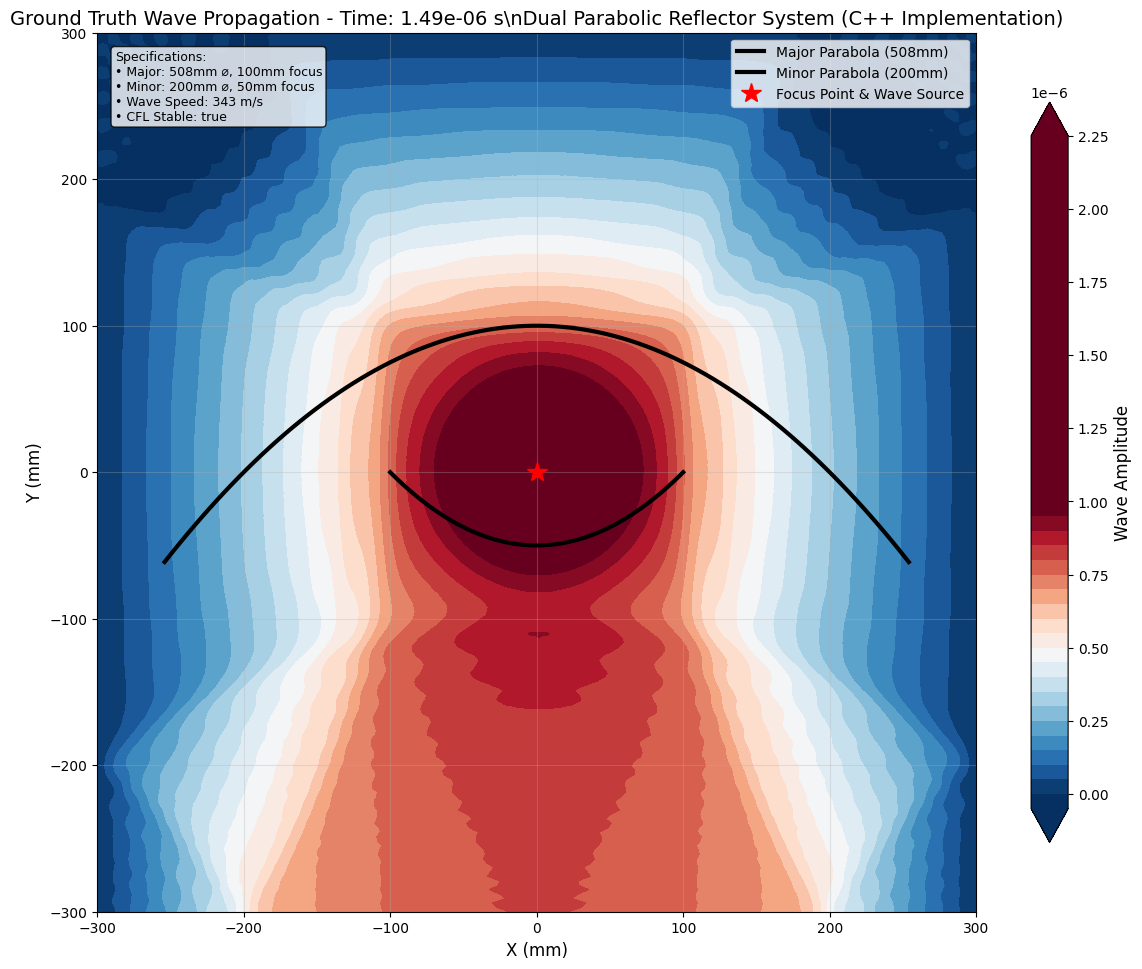 Ground Truth Wave Propagation - Time: 1.49e-06 s\nDual Parabolic Reflector System (C++ Implementation)
Specifications:
• Major: 508mm ⌀, 100mm focus
• Minor: 200mm ⌀, 50mm focus
• Wave Speed: 343 m/s
• CFL Stable: true
Major Parabola (508mm)
Minor Parabola (200mm)
Focus Point & Wave Source
300
200
100
0
−100
−200
−300
Y (mm)
−300
−200
−100
0
100
200
300
X (mm)
1e−6
2.25
2.00
1.75
1.50
1.25
1.00
0.75
0.50
0.25
0.00
Wave Amplitude